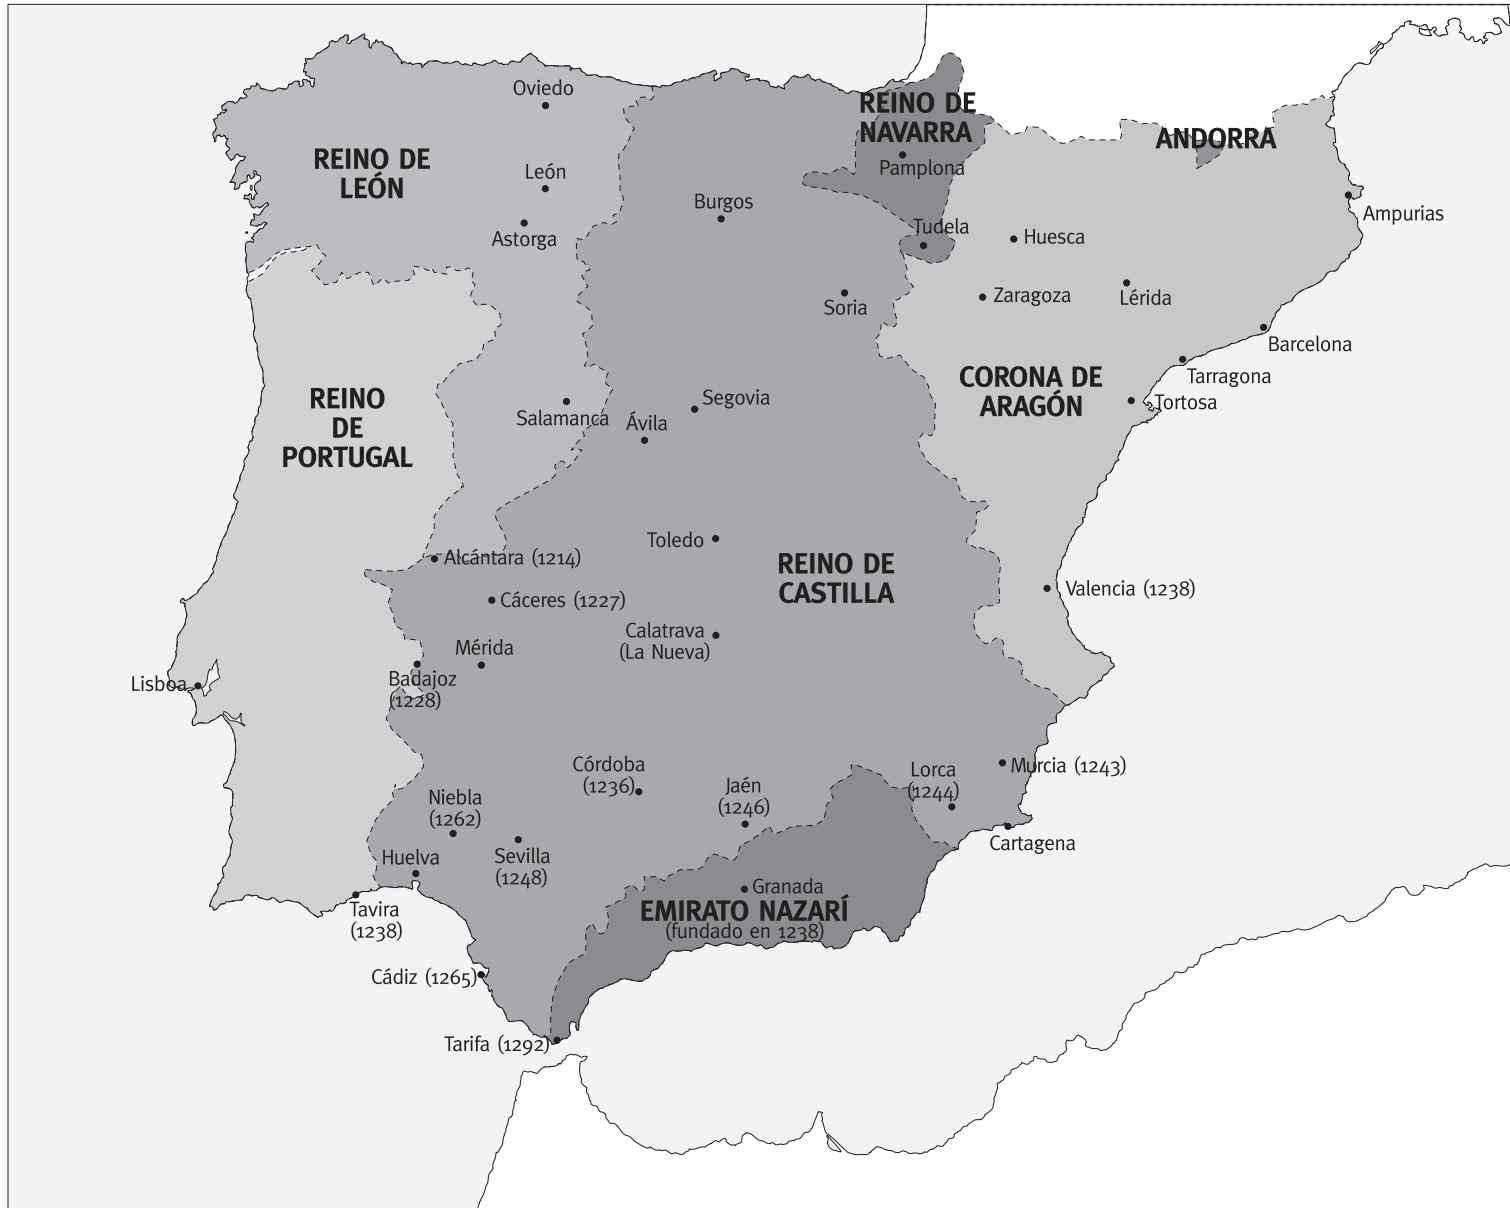 Oviedo
REINO DE
NAVARRA
ANDORRA
REINO DE
LEÓN
León
Pamplona
Burgos
Astorga
Ampurias
Tudela
Huesca
Soria
Zaragoza
Lérida
Barcelona
CORONA DE
ARAGÓN
Tarragona
Tortosa
REINO
DE
PORTUGAL
Salamanca
Segovia
Ávila
Toledo
REINO DE
CASTILLA
Alcántara (1214)
Cáceres (1227)
Valencia (1238)
Calatrava
(La Nueva)
Mérida
Lisboa
Badajoz
(1228)
Córdoba
(1236)
Jaén
(1246)
Lorca
(1244)
Murcia (1243)
Niebla
(1262)
Cartagena
Huelva
Sevilla
(1248)
Granada
EMIRATO NAZARÍ
(fundado en 1238)
Tavira
(1238)
Cádiz (1265)
Tarifa (1292)